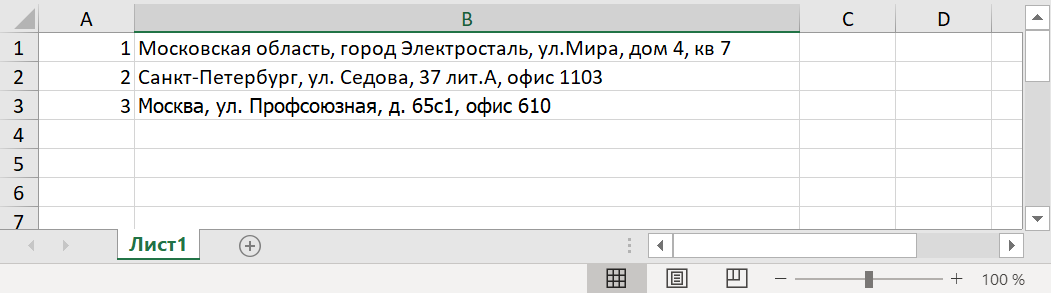 A B C D
1 1 Московская область, город Электросталь, ул.Мира, дом 4, кв 7
2 2 Санкт-Петербург, ул. Седова, 37 лит.А, офис 1103
3 3 Москва, ул. Профсоюзная, д. 65с1, офис 610
4
5
6
7
Лист1
100 %